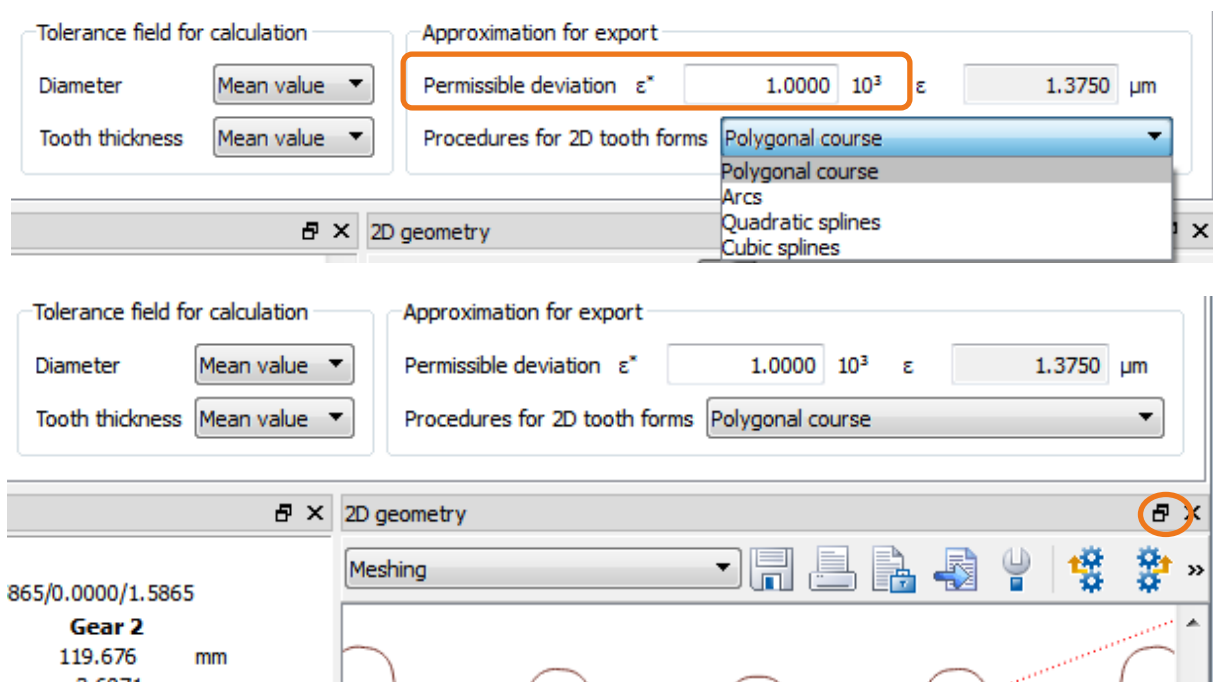 Tolerance field for calculation Approximation for export
Diameter Mean value Permissible deviation ε* 1.0000 10³ ε 1.3750 µm
Tooth thickness Mean value Procedures for 2D tooth forms Polygonal course
Polygonal course
Arcs
Quadratic splines
Cubic splines
2D geometry
Tolerance field for calculation Approximation for export
Diameter Mean value Permissible deviation ε* 1.0000 10³ ε 1.3750 µm
Tooth thickness Mean value Procedures for 2D tooth forms Polygonal course
2D geometry
Meshing
865/0.0000/1.5865
Gear 2
119.676 mm